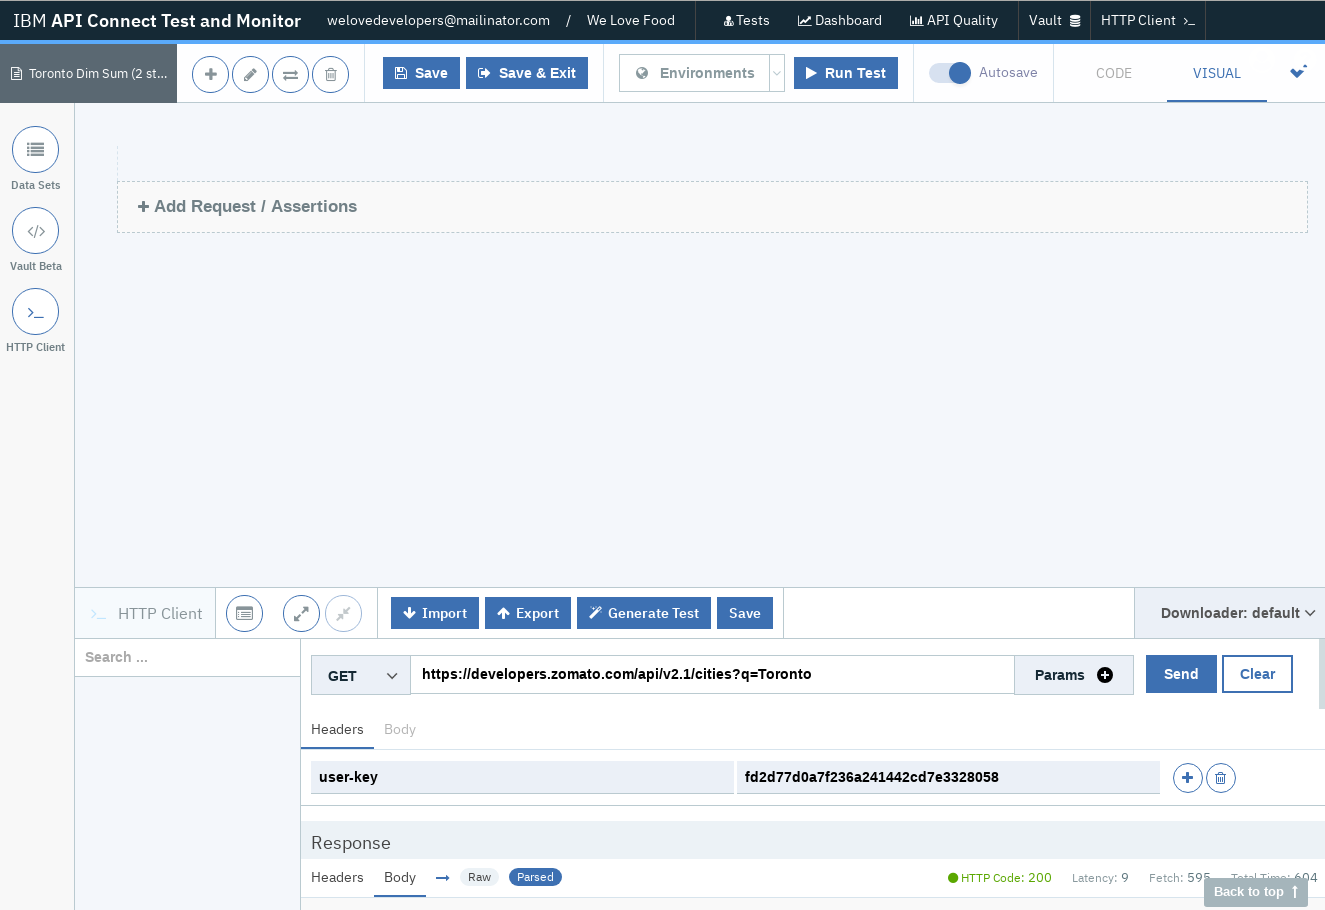 IBM API Connect Test and Monitor welovedevelopers@mailinator.com / We Love Food Tests Dashboard API Quality Vault HTTP Client
Toronto Dim Sum (2 st... Save Save & Exit Environments Run Test Autosave CODE VISUAL
Data Sets
Vault Beta
HTTP Client
+ Add Request / Assertions
HTTP Client Import Export Generate Test Save Downloader: default
Search ...
GET https://developers.zomato.com/api/v2.1/cities?q=Toronto Params Send Clear
Headers Body
user-key fd2d77d0a7f236a241442cd7e3328058
Response
Headers Body Raw Parsed HTTP Code: 200 Latency: 9 Fetch: 595 Total Time: 604
Back to top